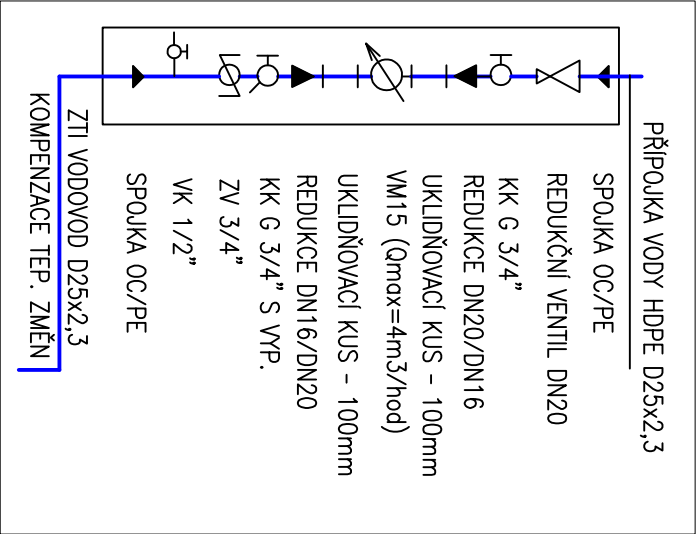 PŘÍPOJKA VODY HDPE D25x2,3
SPOJKA OC/PE
REDUKČNÍ VENTIL DN20
KK G 3/4"
REDUKCE DN20/DN16
UKLIDŇOVACÍ KUS - 100mm
VM15 (Qmax=4m3/hod)
UKLIDŇOVACÍ KUS - 100mm
REDUKCE DN16/DN20
KK G 3/4" S VYP.
ZV 3/4"
VK 1/2"
SPOJKA OC/PE
ZTI VODOVOD D25x2,3
KOMPENZACE TEP. ZMĚN